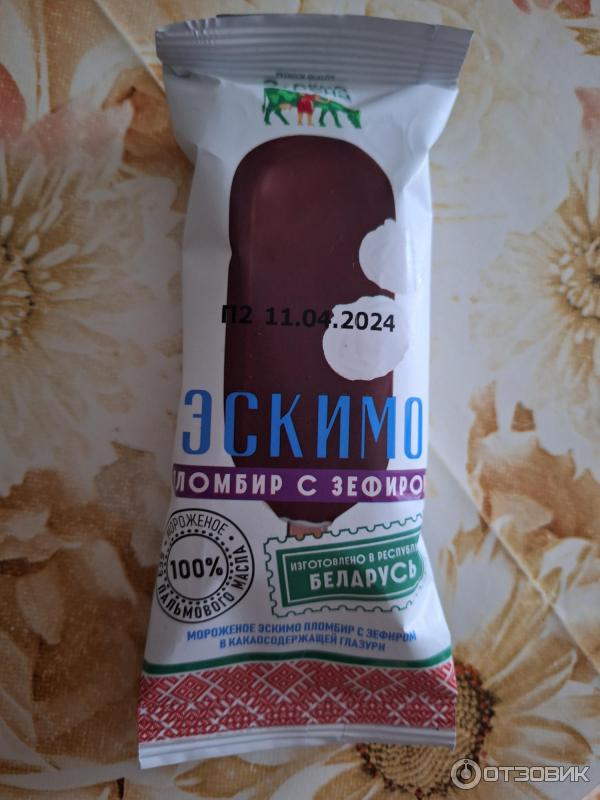 П2 11.04.2024
ЭСКИМО
ПЛОМБИР С ЗЕФИРОМ
МОРОЖЕНОЕ
100%
БЕЗ ПАЛЬМОВОГО МАСЛА
ИЗГОТОВЛЕНО В РЕСПУБЛИ
БЕЛАРУСЬ
МОРОЖЕНОЕ ЭСКИМО ПЛОМБИР С ЗЕФИРОМ
В КАКАОСОДЕРЖАЩЕЙ ГЛАЗУРИ
ОТЗОВИК